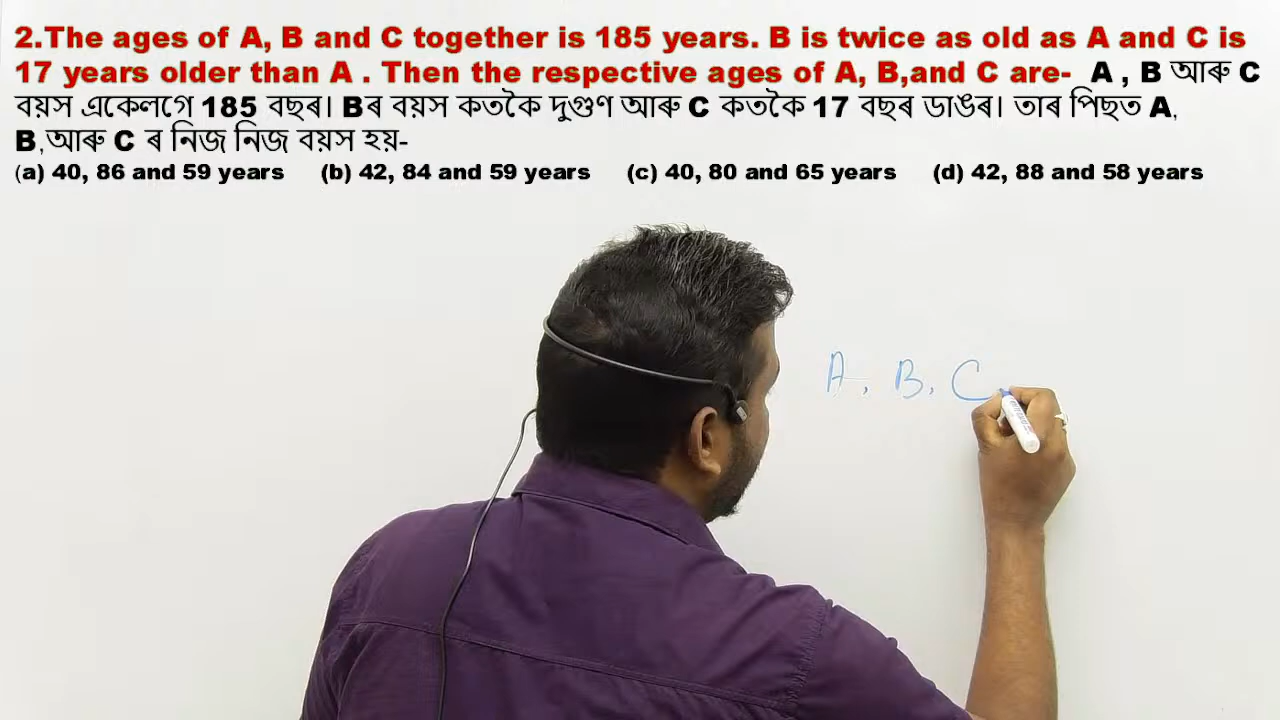 2.The ages of A, B and C together is 185 years. B is twice as old as A and C is
17 years older than A . Then the respective ages of A, B,and C are- A , B আৰু C
বয়স একেলগে 185 বছৰ। Bৰ বয়স কতকৈ দুগুণ আৰু C কতকৈ 17 বছৰ ডাঙৰ। তাৰ পিছত A,
B,আৰু C ৰ নিজ নিজ বয়স হয়-
(a) 40, 86 and 59 years (b) 42, 84 and 59 years (c) 40, 80 and 65 years (d) 42, 88 and 58 years
A, B, C